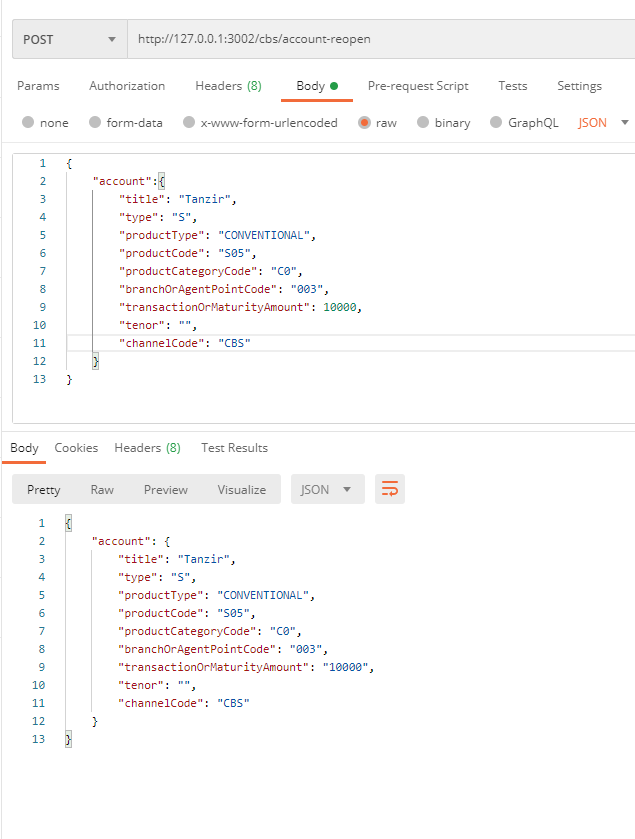 POST http://127.0.0.1:3002/cbs/account-reopen
Params Authorization Headers (8) Body Pre-request Script Tests Settings
none form-data x-www-form-urlencoded raw binary GraphQL JSON
1 {
2 "account":{
3 "title": "Tanzir",
4 "type": "S",
5 "productType": "CONVENTIONAL",
6 "productCode": "S05",
7 "productCategoryCode": "C0",
8 "branchOrAgentPointCode": "003",
9 "transactionOrMaturityAmount": 10000,
10 "tenor": "",
11 "channelCode": "CBS"
12 }
13 }
Body Cookies Headers (8) Test Results
Pretty Raw Preview Visualize JSON
1 {
2 "account": {
3 "title": "Tanzir",
4 "type": "S",
5 "productType": "CONVENTIONAL",
6 "productCode": "S05",
7 "productCategoryCode": "C0",
8 "branchOrAgentPointCode": "003",
9 "transactionOrMaturityAmount": "10000",
10 "tenor": "",
11 "channelCode": "CBS"
12 }
13 }